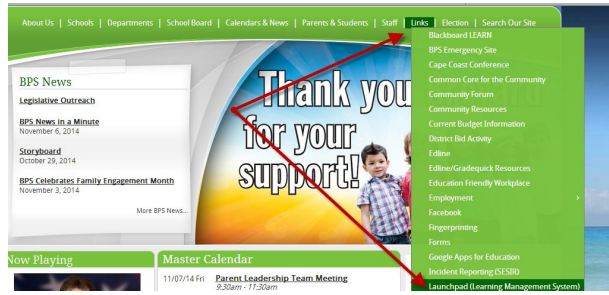 About Us | Schools | Departments | School Board | Calendars & News | Parents & Students | Staff | Links | Election | Search Our Site
Blackboard LEARN
BPS Emergency Site
Cape Coast Conference
Common Core for the Community
Community Forum
Community Resources
Current Budget Information
District Bid Activity
Edline
Edline/Gradequick Resources
Education Friendly Workplace
Employment
Facebook
Fingerprinting
Forms
Google Apps for Education
Incident Reporting (SESIR)
Launchpad (Learning Management System)
BPS News
Legislative Outreach
BPS News in a Minute
November 6, 2014
Storyboard
October 29, 2014
BPS Celebrates Family Engagement Month
November 3, 2014
More BPS News...
Thank you
for your
support!
Now Playing
Master Calendar
11/07/14 Fri Parent Leadership Team Meeting
9:30am - 11:30am